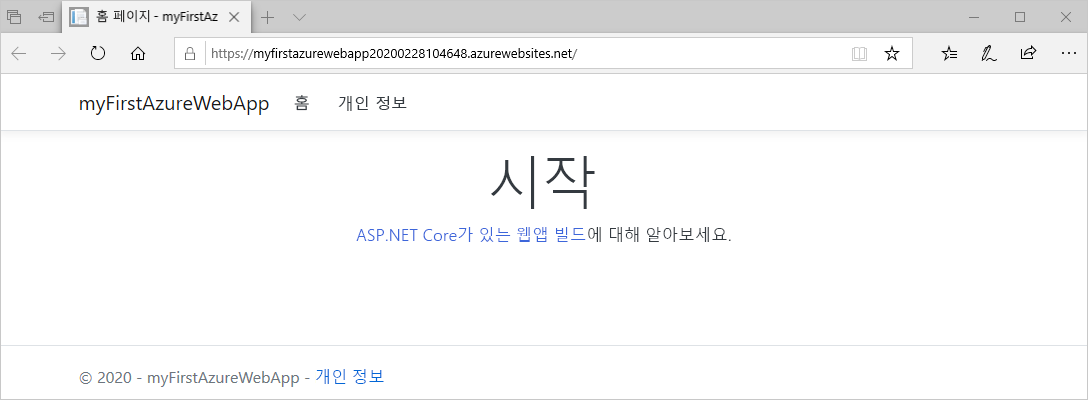 홈 페이지 - myFirstAz
https://myfirstazurewebapp20200228104648.azurewebsites.net/
myFirstAzureWebApp 홈 개인 정보
시작
ASP.NET Core가 있는 웹앱 빌드에 대해 알아보세요.
© 2020 - myFirstAzureWebApp - 개인 정보